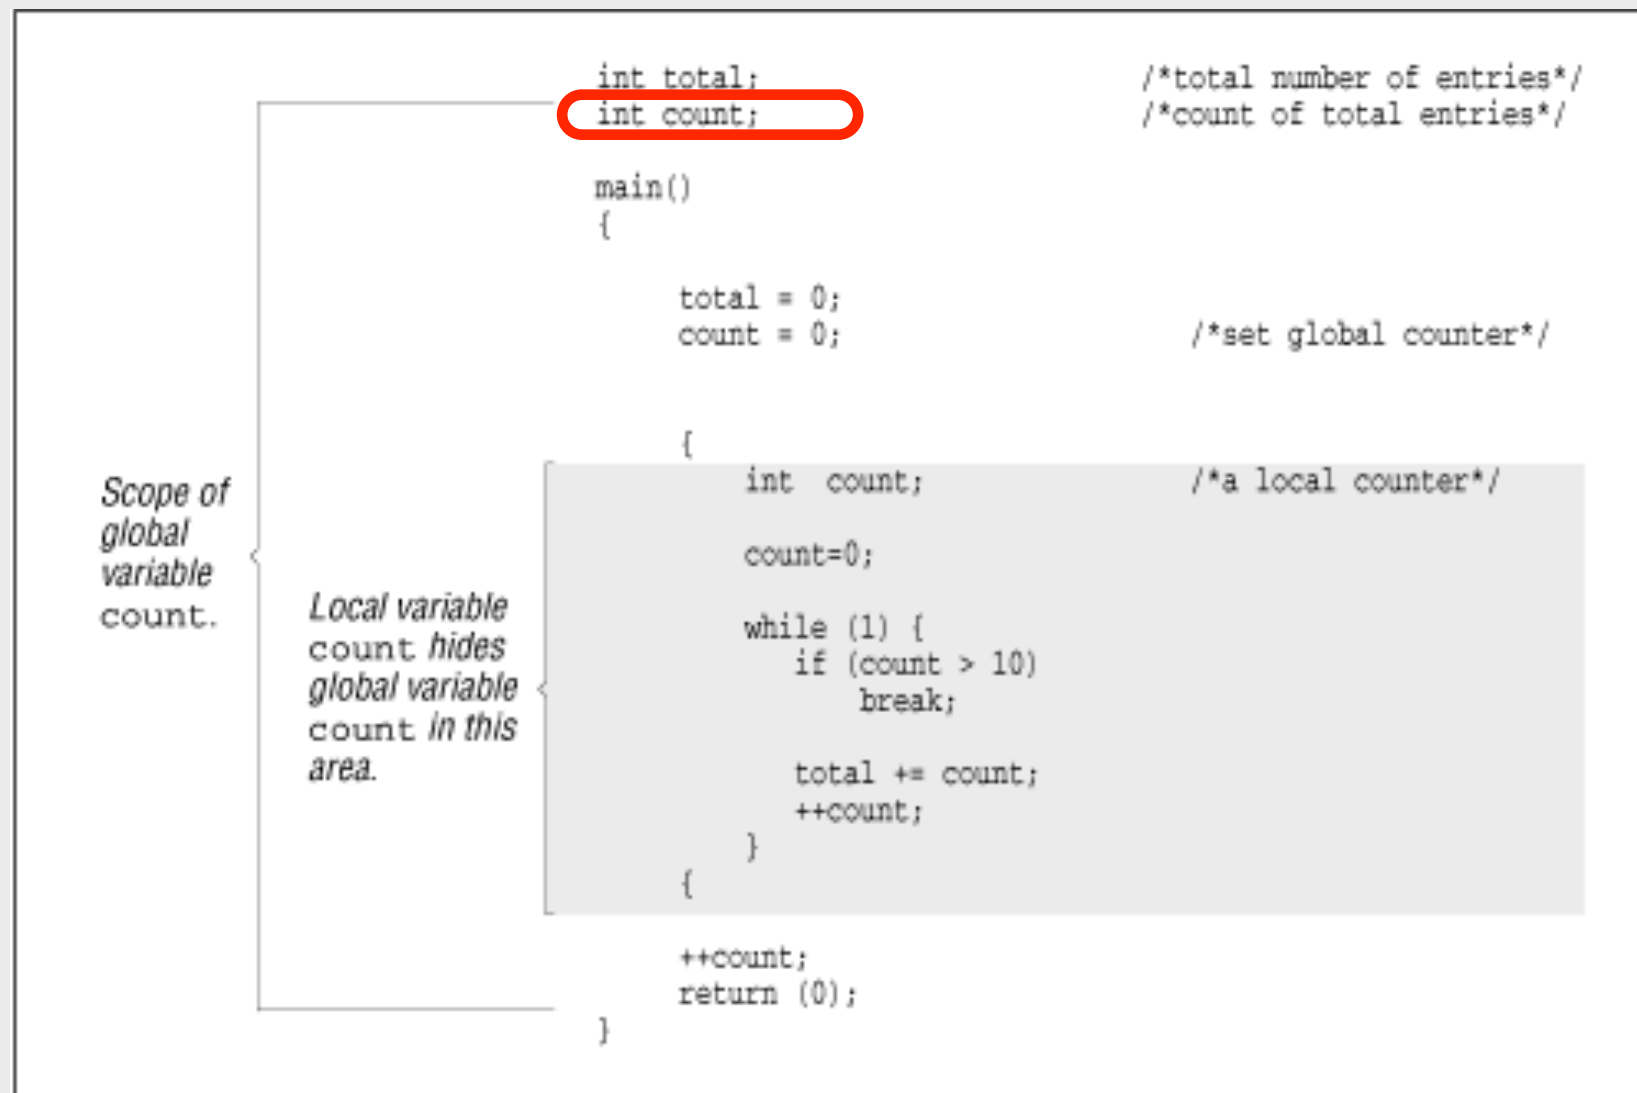 int total; /*total number of entries*/
int count; /*count of total entries*/
main()
{
total = 0;
count = 0; /*set global counter*/
{
int count; /*a local counter*/
count=0;
while (1) {
if (count > 10)
break;
total += count;
++count;
}
{
++count;
return (0);
}
Scope of
global
variable
count.
Local variable
count hides
global variable
count in this
area.